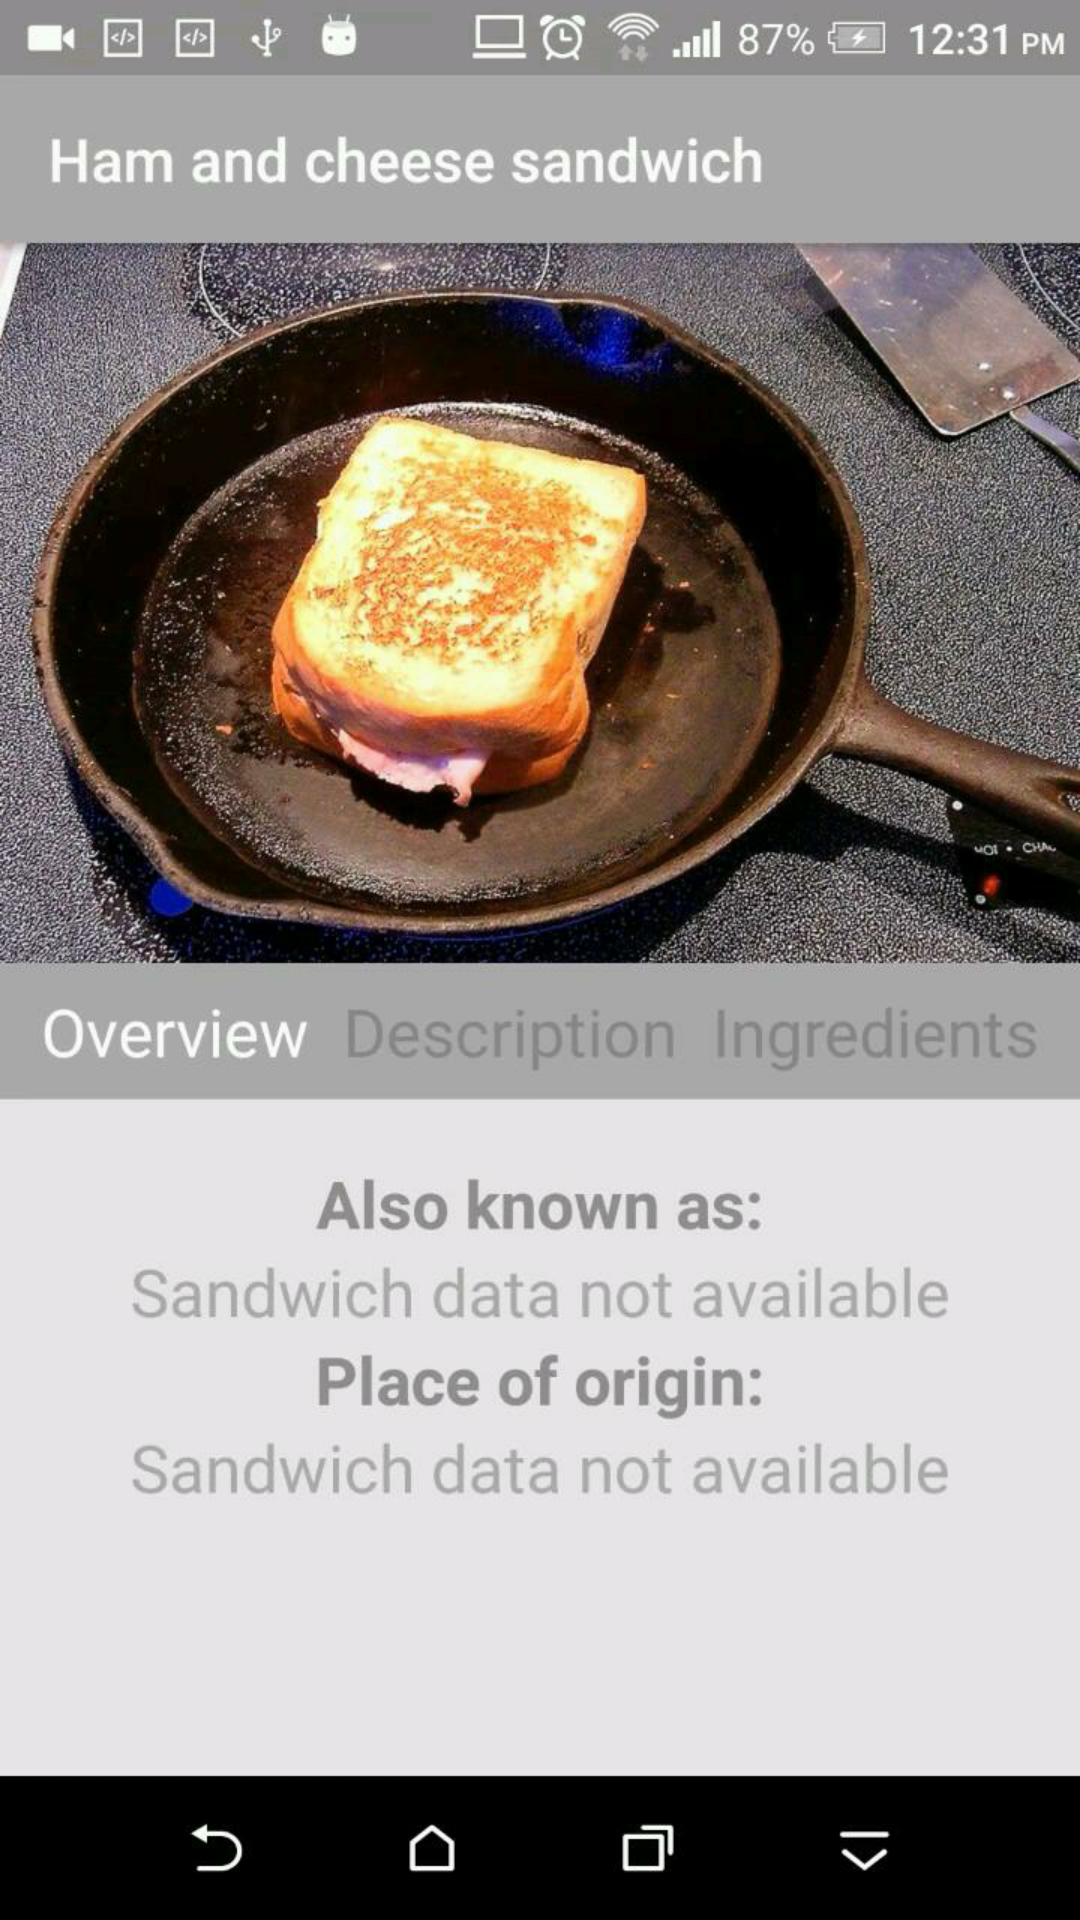 87% 12:31 PM
Ham and cheese sandwich
HOT •
Overview Description Ingredients
Also known as:
Sandwich data not available
Place of origin:
Sandwich data not available